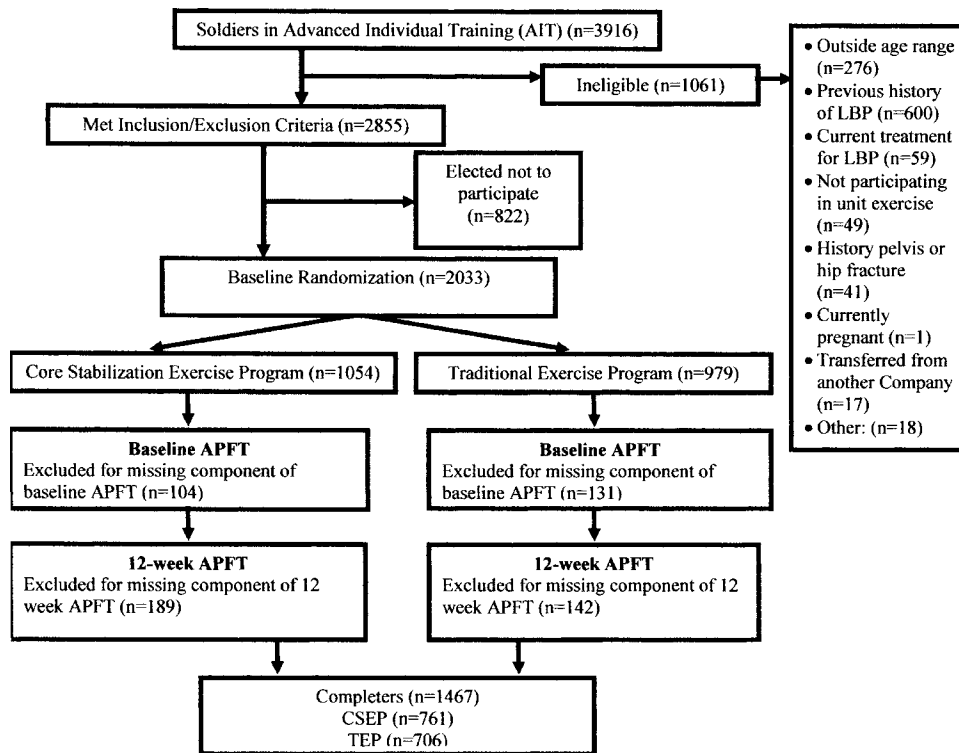 Soldiers in Advanced Individual Training (AIT) (n=3916)
Ineligible (n=1061)
• Outside age range
(n=276)
• Previous history
of LBP (n=600)
• Current treatment
for LBP (n=59)
• Not participating
in unit exercise
(n=49)
• History pelvis or
hip fracture
(n=41)
• Currently
pregnant (n=1)
• Transferred from
another Company
(n=17)
• Other: (n=18)
Met Inclusion/Exclusion Criteria (n=2855)
Elected not to
participate
(n=822)
Baseline Randomization (n=2033)
Core Stabilization Exercise Program (n=1054)
Traditional Exercise Program (n=979)
Baseline APFT
Excluded for missing component of
baseline APFT (n=104)
Baseline APFT
Excluded for missing component of
baseline APFT (n=131)
12-week APFT
Excluded for missing component of 12
week APFT (n=189)
12-week APFT
Excluded for missing component of 12
week APFT (n=142)
Completers (n=1467)
CSEP (n=761)
TEP (n=706)